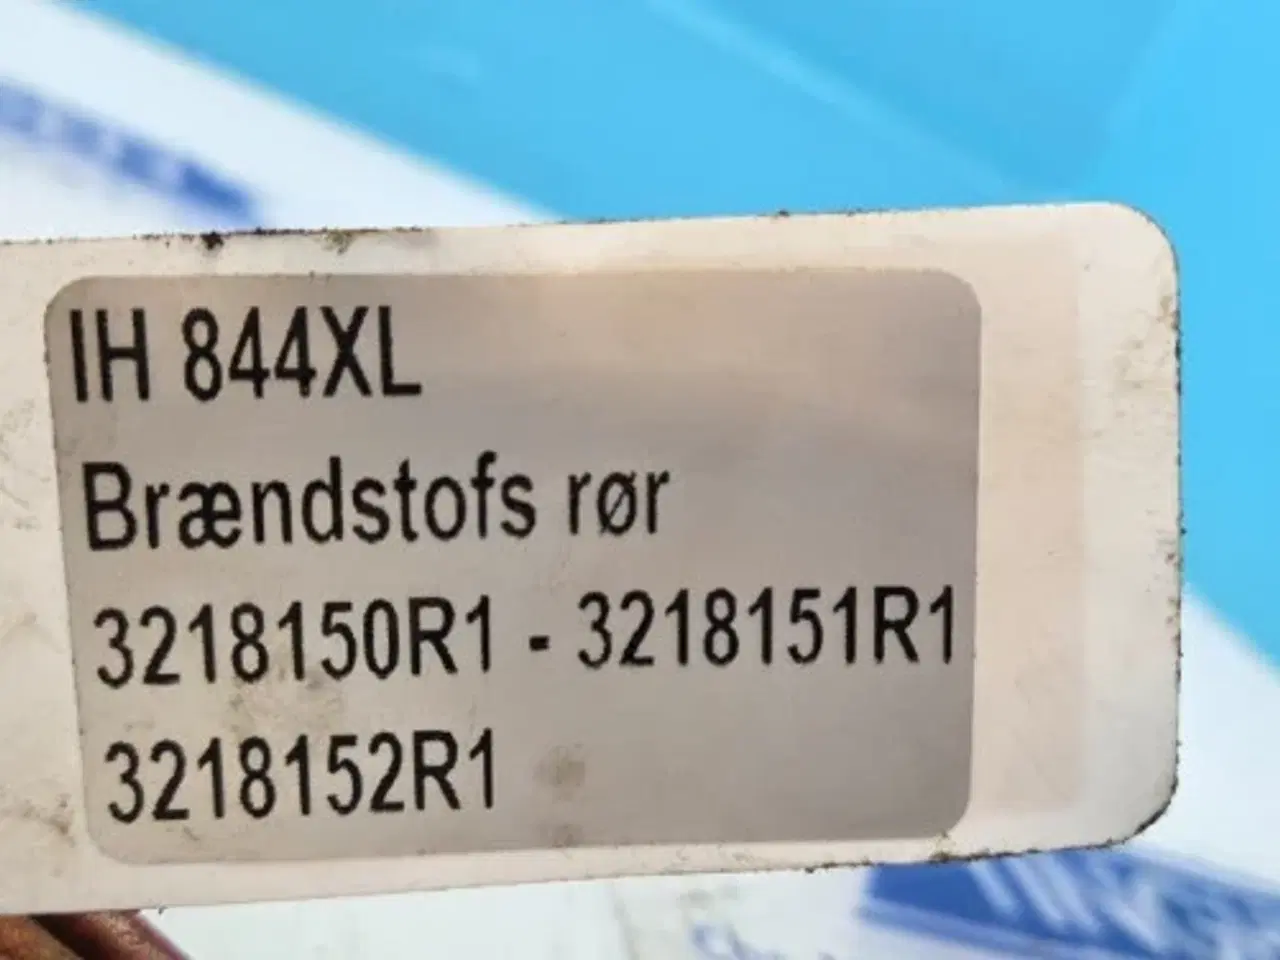 IH 844XL
Brændstofs rør
3218150R1 - 3218151R1
3218152R1